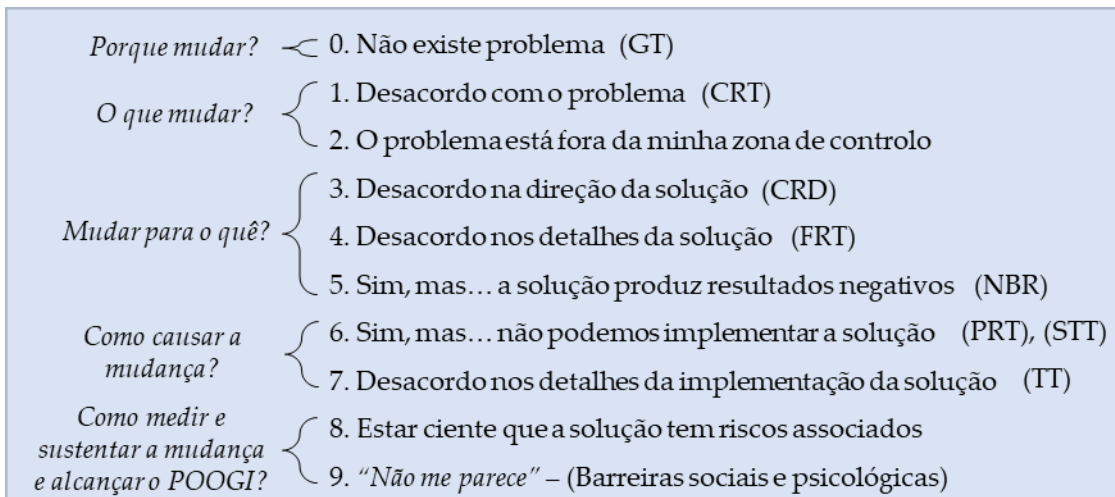 Porque mudar? 0. Não existe problema (GT)
O que mudar?
1. Desacordo com o problema (CRT)
2. O problema está fora da minha zona de controlo
Mudar para o quê?
3. Desacordo na direção da solução (CRD)
4. Desacordo nos detalhes da solução (FRT)
5. Sim, mas… a solução produz resultados negativos (NBR)
Como causar a
mudança?
6. Sim, mas… não podemos implementar a solução (PRT), (STT)
7. Desacordo nos detalhes da implementação da solução (TT)
Como medir e
sustentar a mudança
e alcançar o POOGI?
8. Estar ciente que a solução tem riscos associados
9. “Não me parece” – (Barreiras sociais e psicológicas)